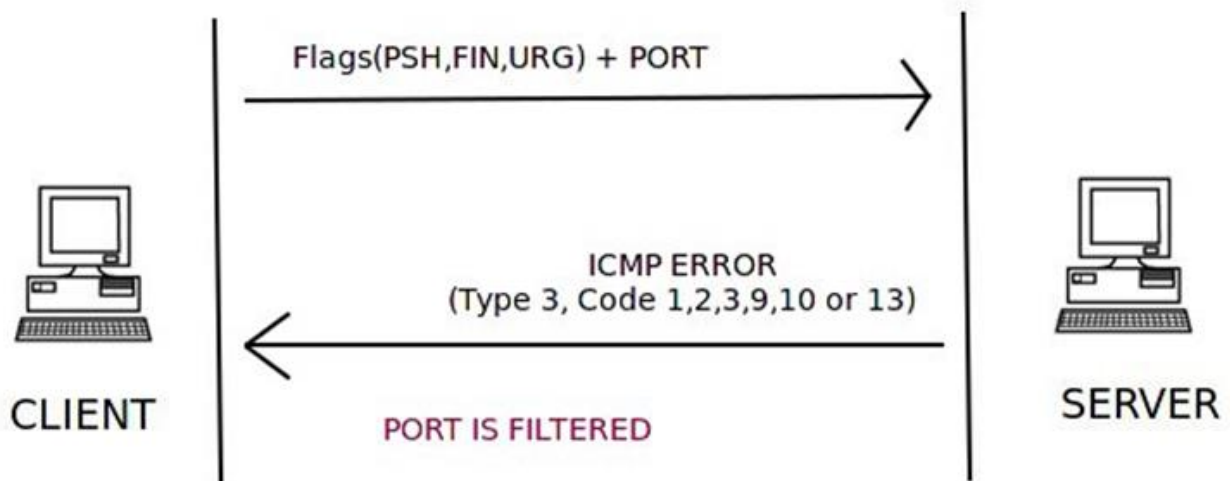 Flags(PSH,FIN,URG) + PORT
ICMP ERROR
(Type 3, Code 1,2,3,9,10 or 13)
CLIENT
SERVER
PORT IS FILTERED